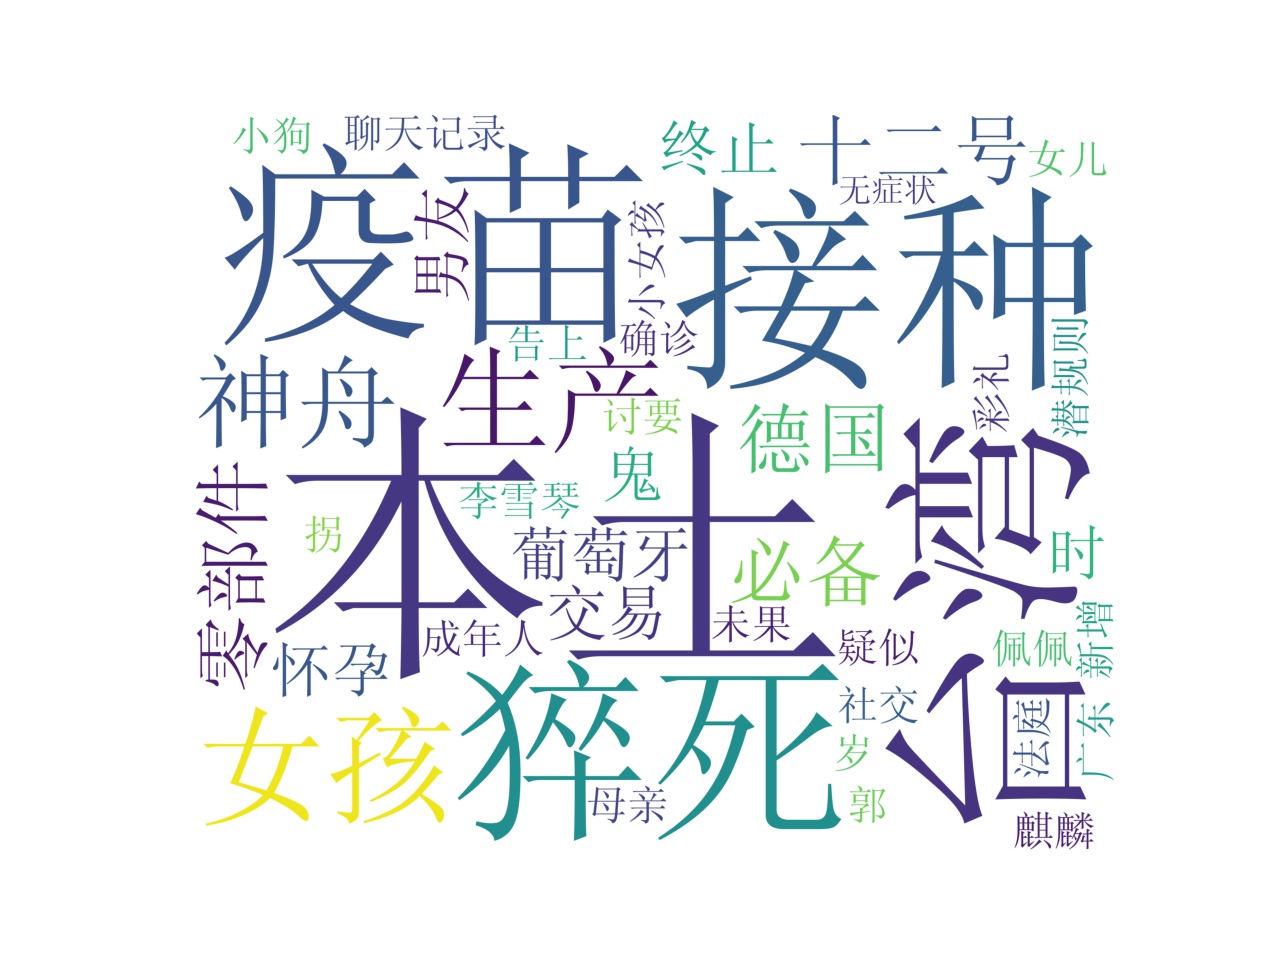 小狗
聊天记录
终止
十二号
女儿
疫苗
接种
无症状
男友
小女孩
告上
确诊
神舟
生产
彩礼
潜规则
讨要
德国
本土
台湾
鬼
零部件
李雪琴
拐
葡萄牙
必备
时
交易
成年人
未果
疑似
佩佩
新增
怀孕
猝死
社交
法庭
广东
女孩
岁
母亲
郭
麒麟